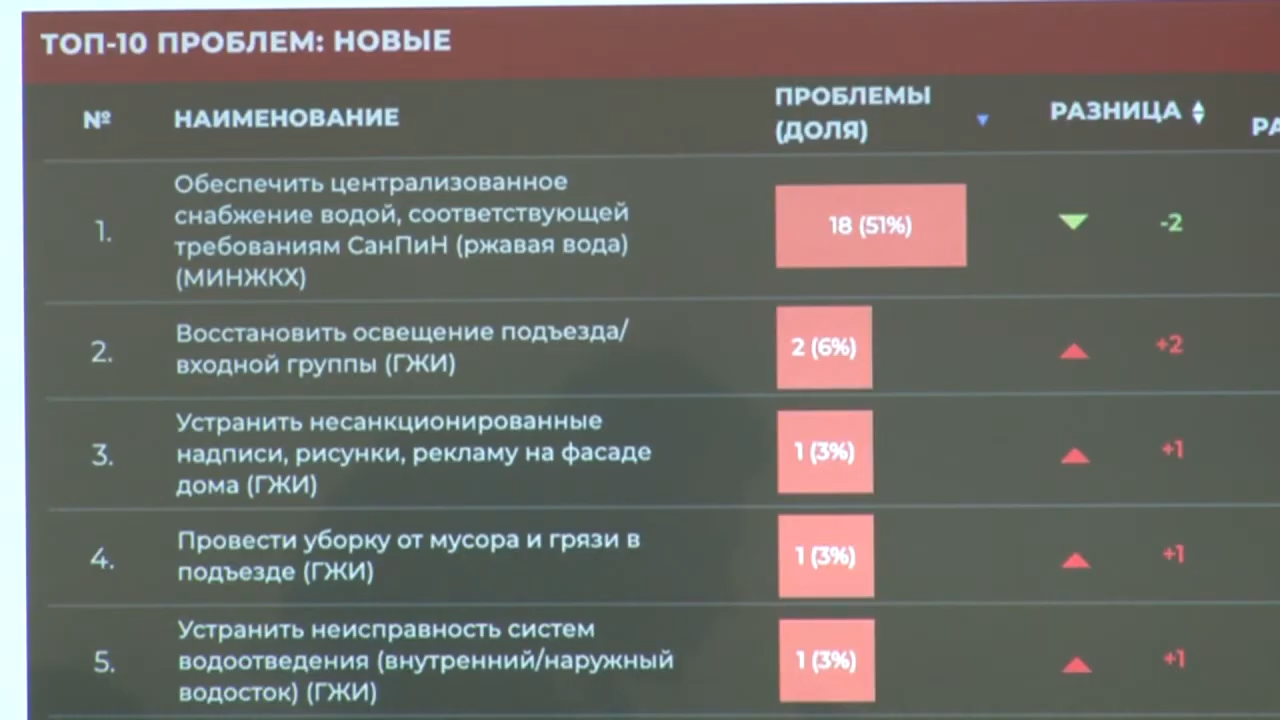 ТОП-10 ПРОБЛЕМ: НОВЫЕ
№ НАИМЕНОВАНИЕ ПРОБЛЕМЫ (ДОЛЯ) РАЗНИЦА РА
1. Обеспечить централизованное
снабжение водой, соответствующей
требованиям СанПиН (ржавая вода)
(МИНЖКХ)
18 (51%) -2
2. Восстановить освещение подъезда/
входной группы (ГЖИ)
2 (6%) +2
3. Устранить несанкционированные
надписи, рисунки, рекламу на фасаде
дома (ГЖИ)
1 (3%) +1
4. Провести уборку от мусора и грязи в
подъезде (ГЖИ)
1 (3%) +1
5. Устранить неисправность систем
водоотведения (внутренний/наружный
водосток) (ГЖИ)
1 (3%) +1